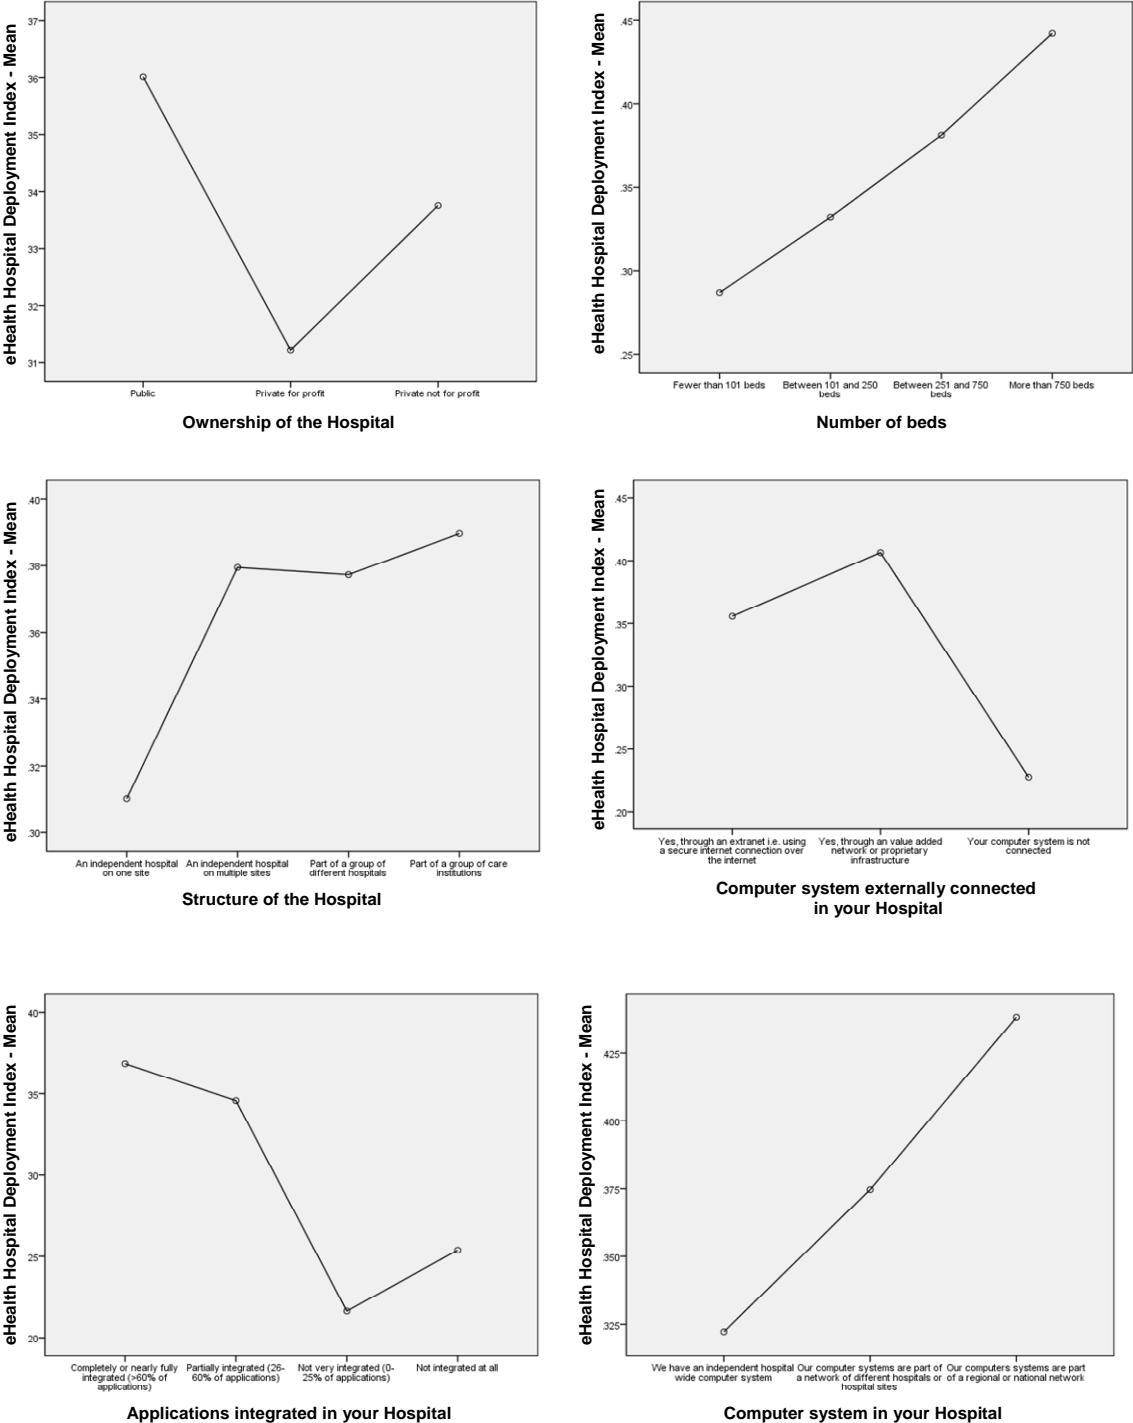 eHealth Hospital Deployment Index - Mean
37
36
35
34
33
32
31
Public
Private for profit
Private not for profit
Ownership of the Hospital
eHealth Hospital Deployment Index - Mean
.45
.40
.35
.30
.25
Fewer than 101 beds
Between 101 and 250
beds
Between 251 and 750
beds
More than 750 beds
Number of beds
eHealth Hospital Deployment Index - Mean
.40
.38
.36
.34
.32
.30
An independent hospital
on one site
An independent hospital
on multiple sites
Part of a group of
different hospitals
Part of a group of care
institutions
Structure of the Hospital
eHealth Hospital Deployment Index - Mean
.45
.40
.35
.30
.25
.20
Yes, through an extranet i.e. using
a secure internet connection over
the internet
Yes, through an value added
network or proprietary
infrastructure
Your computer system is not
connected
Computer system externally connected
in your Hospital
eHealth Hospital Deployment Index - Mean
40
35
30
25
20
Completely or nearly fully
integrated (>60% of
applications)
Partially integrated (26-
60% of applications)
Not very integrated (0-
25% of applications)
Not integrated at all
Applications integrated in your Hospital
eHealth Hospital Deployment Index - Mean
.425
.400
.375
.350
.325
We have an independent hospital
wide computer system
Our computer systems are part of
a network of different hospitals or
hospital sites
Our computers systems are part
of a regional or national network
Computer system in your Hospital